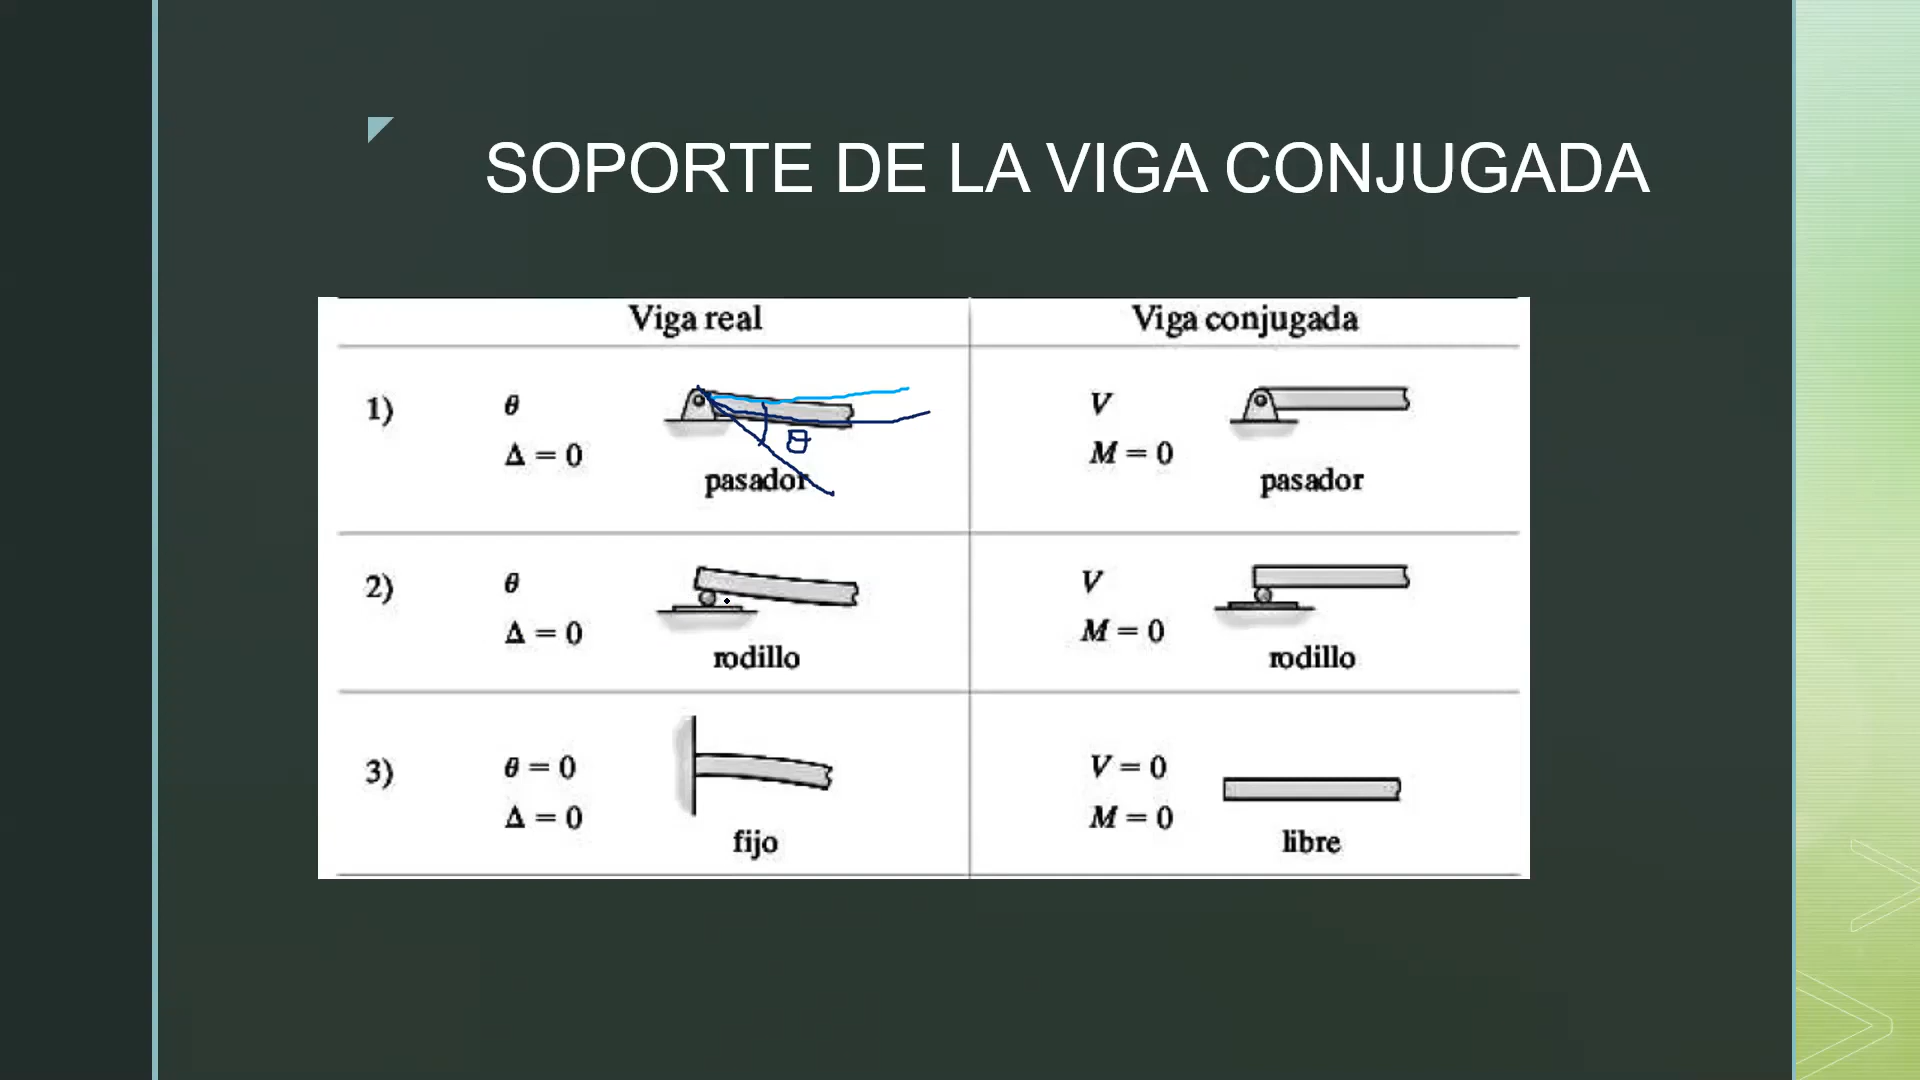 SOPORTE DE LA VIGA CONJUGADA
Viga real Viga conjugada
1) θ V
θ
Δ = 0 M = 0
pasador pasador
2) θ V
Δ = 0 M = 0
rodillo rodillo
3) θ = 0 V = 0
Δ = 0 M = 0
fijo libre